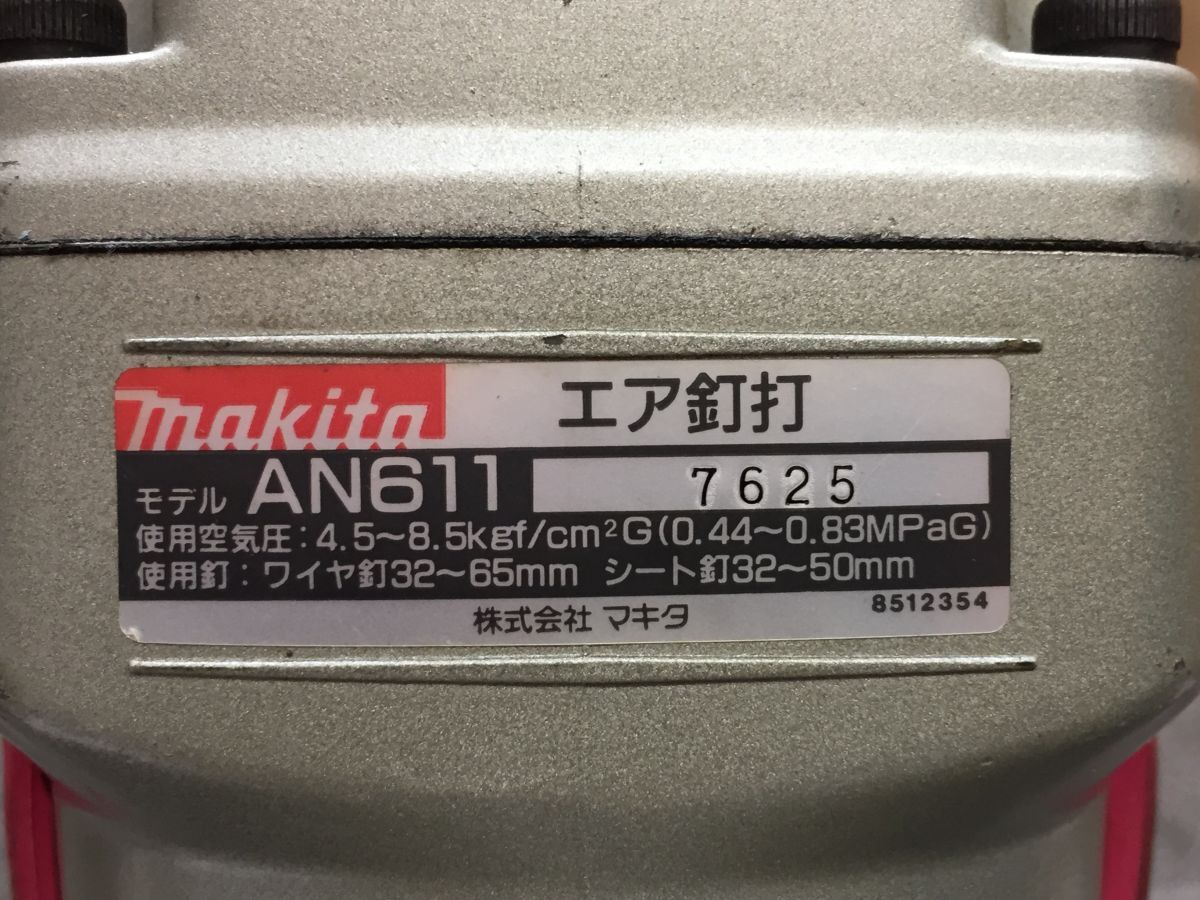 makita エア釘打
モデル AN611 7625
使用空気圧:4.5~8.5kgf/cm²G(0.44~0.83MPaG)
使用釘:ワイヤ釘32~65mm シート釘32~50mm
株式会社 マキタ 8512354